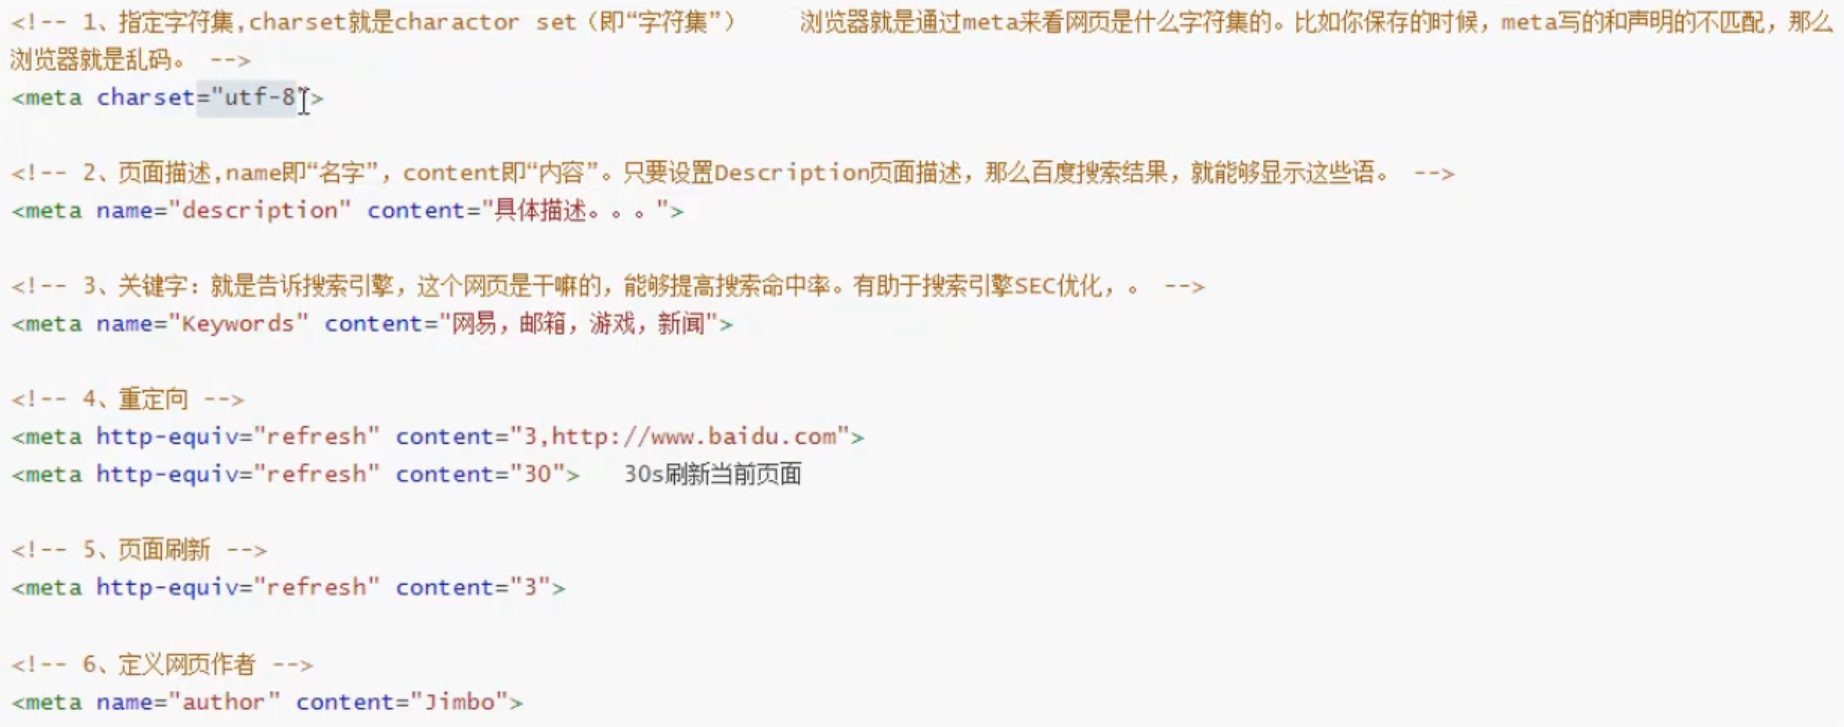 <!-- 1、指定字符集,charset就是charactor set（即“字符集”）    浏览器就是通过meta来看网页是什么字符集的。比如你保存的时候，meta写的和声明的不匹配，那么
浏览器就是乱码。 -->
<meta charset="utf-8">
<!-- 2、页面描述,name即“名字”，content即“内容”。只要设置Description页面描述，那么百度搜索结果，就能够显示这些语。 -->
<meta name="description" content="具体描述。。。">
<!-- 3、关键字：就是告诉搜索引擎，这个网页是干嘛的，能够提高搜索命中率。有助于搜索引擎SEC优化，。 -->
<meta name="Keywords" content="网易，邮箱，游戏，新闻">
<!-- 4、重定向 -->
<meta http-equiv="refresh" content="3,http://www.baidu.com">
<meta http-equiv="refresh" content="30">   30s刷新当前页面
<!-- 5、页面刷新 -->
<meta http-equiv="refresh" content="3">
<!-- 6、定义网页作者 -->
<meta name="author" content="Jimbo">